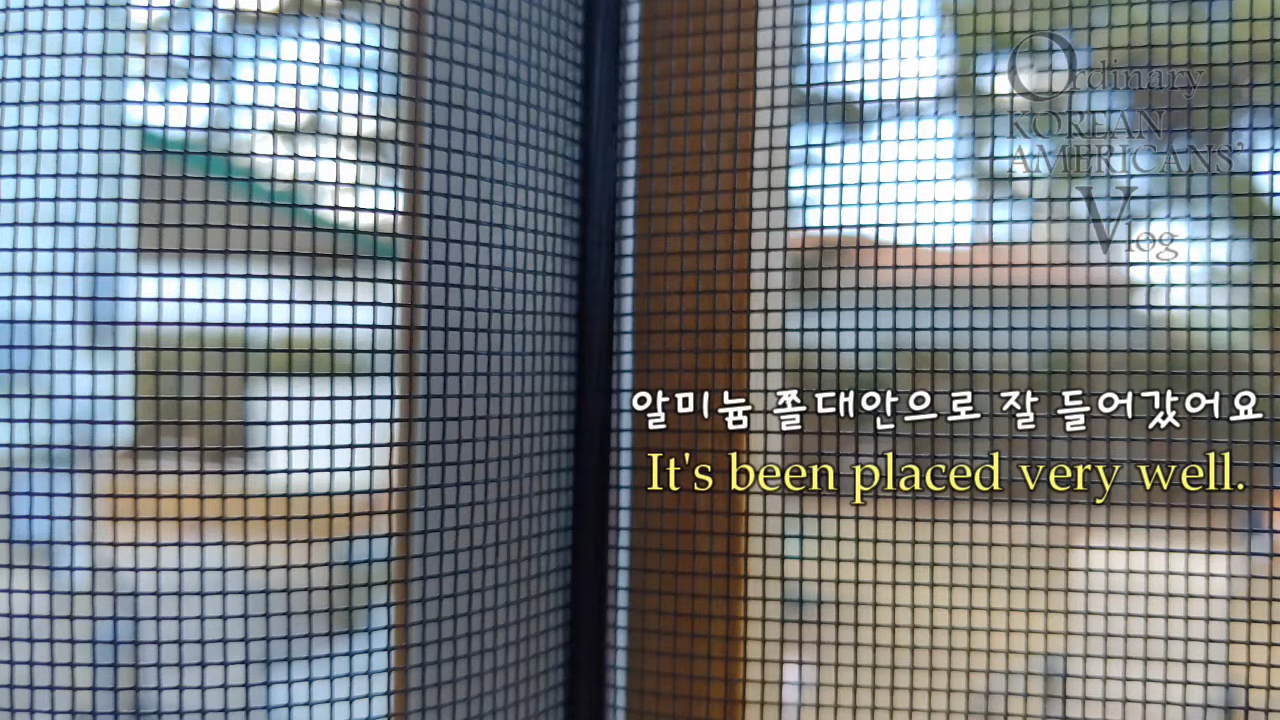 Ordinary
KOREAN
AMERICANS'
Vlog
알미늄 쫄대안으로 잘 들어갔어요
It's been placed very well.